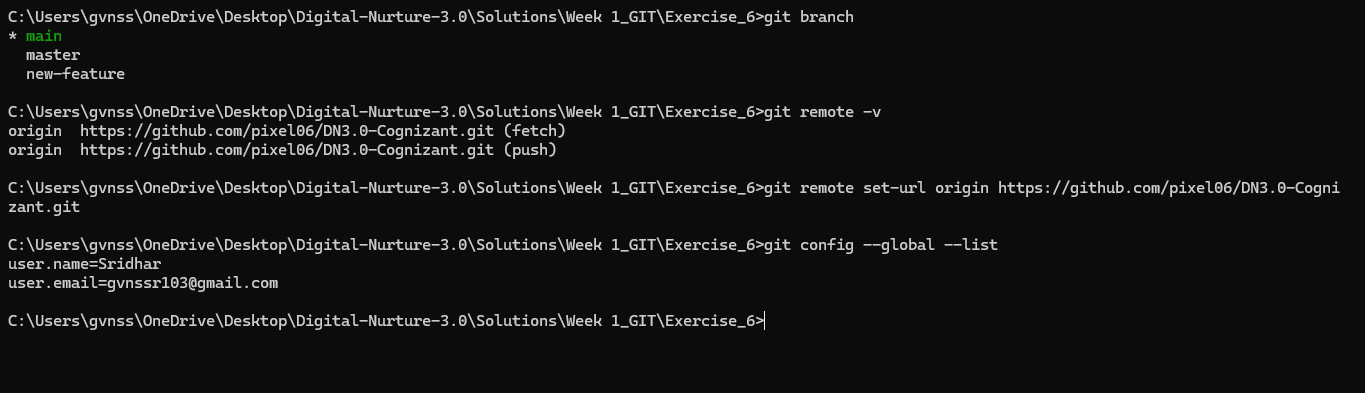 C:\Users\gvnss\OneDrive\Desktop\Digital-Nurture-3.0\Solutions\Week 1_GIT\Exercise_6>git branch
* main
  master
  new-feature
C:\Users\gvnss\OneDrive\Desktop\Digital-Nurture-3.0\Solutions\Week 1_GIT\Exercise_6>git remote -v
origin  https://github.com/pixel06/DN3.0-Cognizant.git (fetch)
origin  https://github.com/pixel06/DN3.0-Cognizant.git (push)
C:\Users\gvnss\OneDrive\Desktop\Digital-Nurture-3.0\Solutions\Week 1_GIT\Exercise_6>git remote set-url origin https://github.com/pixel06/DN3.0-Cogni
zant.git
C:\Users\gvnss\OneDrive\Desktop\Digital-Nurture-3.0\Solutions\Week 1_GIT\Exercise_6>git config --global --list
user.name=Sridhar
user.email=gvnssr103@gmail.com
C:\Users\gvnss\OneDrive\Desktop\Digital-Nurture-3.0\Solutions\Week 1_GIT\Exercise_6>